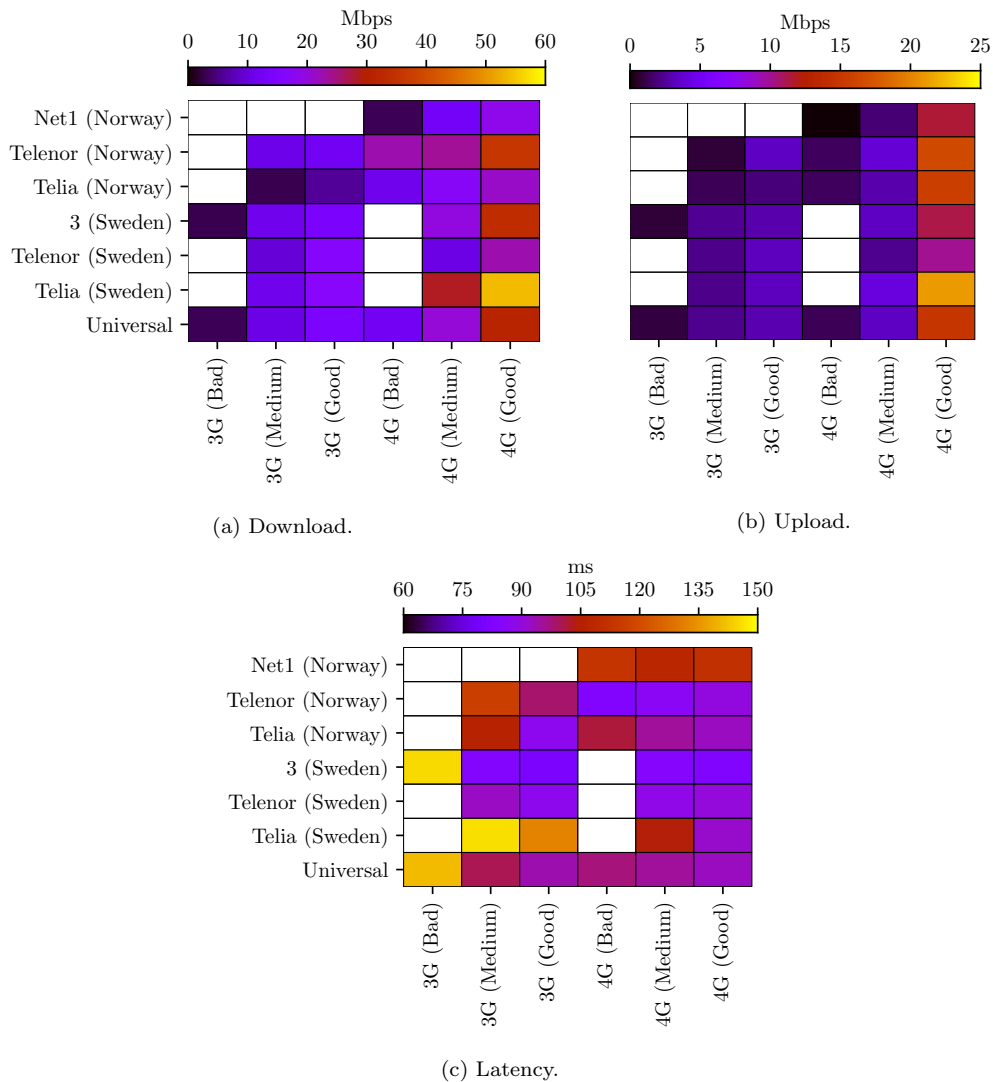 Mbps
0 10 20 30 40 50 60
Net1 (Norway)
Telenor (Norway)
Telia (Norway)
3 (Sweden)
Telenor (Sweden)
Telia (Sweden)
Universal
3G (Bad)
3G (Medium)
3G (Good)
4G (Bad)
4G (Medium)
4G (Good)
(a) Download.
Mbps
0 5 10 15 20 25
3G (Bad)
3G (Medium)
3G (Good)
4G (Bad)
4G (Medium)
4G (Good)
(b) Upload.
ms
60 75 90 105 120 135 150
Net1 (Norway)
Telenor (Norway)
Telia (Norway)
3 (Sweden)
Telenor (Sweden)
Telia (Sweden)
Universal
3G (Bad)
3G (Medium)
3G (Good)
4G (Bad)
4G (Medium)
4G (Good)
(c) Latency.